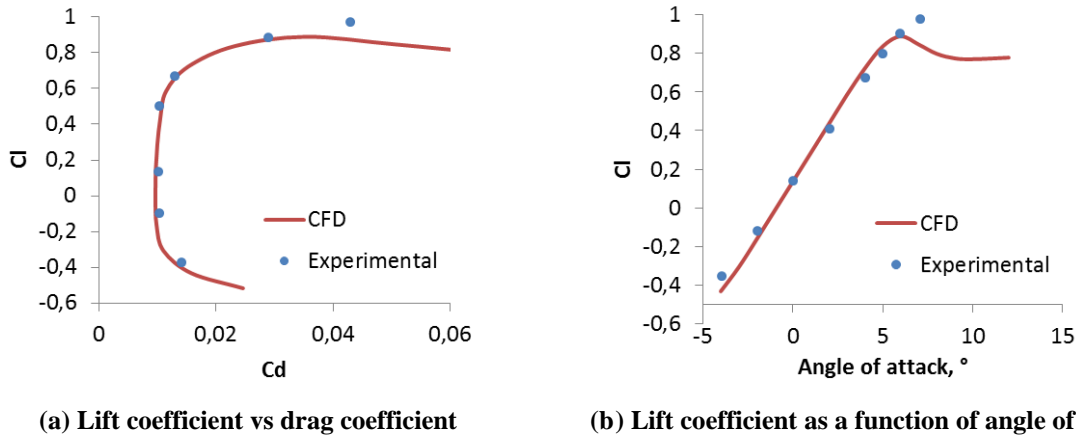 1
0,8
0,6
0,4
0,2
0
-0,2
-0,4
-0,6
Cl
0
0,02
0,04
0,06
Cd
CFD
Experimental
(a) Lift coefficient vs drag coefficient
1
0,8
0,6
0,4
0,2
0
-0,2
-0,4
-0,6
Cl
-5
0
5
10
15
Angle of attack, °
CFD
Experimental
(b) Lift coefficient as a function of angle of